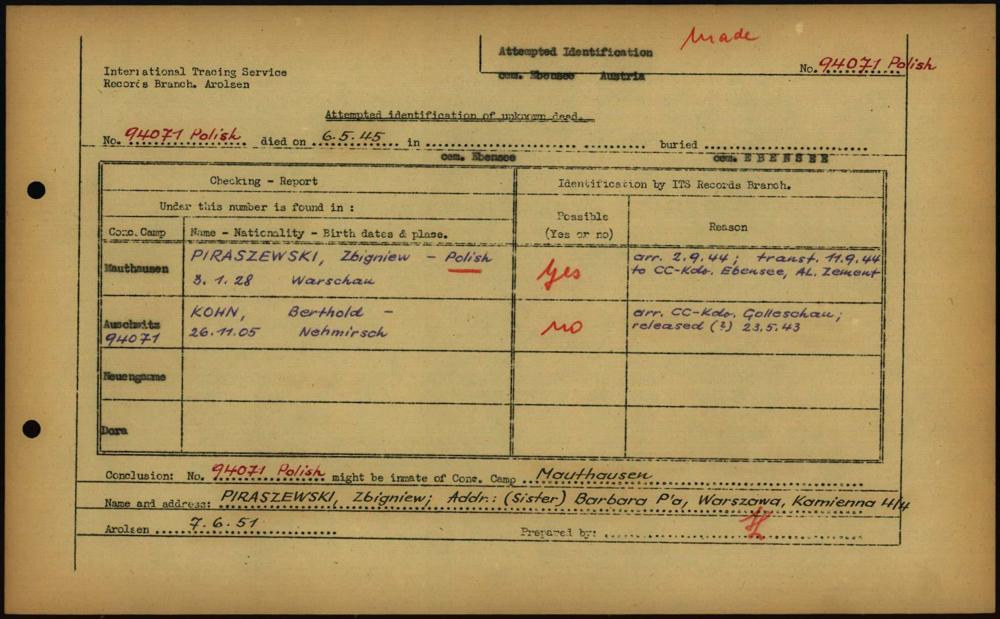 Made
Attempted Identification
cem. Ebensee Austria
No. 94071 Polish
International Tracing Service
Records Branch. Arolsen
Attempted identification of unknown dead.
No. 94071 Polish died on 6.5.45 in buried
cem. Ebensee cem. EBENSEE
Checking - Report Identification by ITS Records Branch.
Under this number is found in :
Conc. Camp Name - Nationality - Birth dates & place. Possible (Yes or no) Reason
Mauthausen PIRASZEWSKI, Zbigniew - Polish Yes arr. 2.9.44; transf. 11.9.44
3.1.28 Warschau to CC-Kdo. Ebensee, AL. Zement
Auschwitz KOHN, Berthold - no arr. CC-Kdo. Golleschau;
94071 26.11.05 Nehmirsch released (?) 23.5.43
Neuengamme
Dora
Conclusion: No. 94071 Polish might be inmate of Conc. Camp Mauthausen
Name and address: PIRASZEWSKI, Zbigniew; Addr.: (Sister) Barbara P'a, Warszawa, Kamienna 4/4
Arolsen 7.6.51 Prepared by: